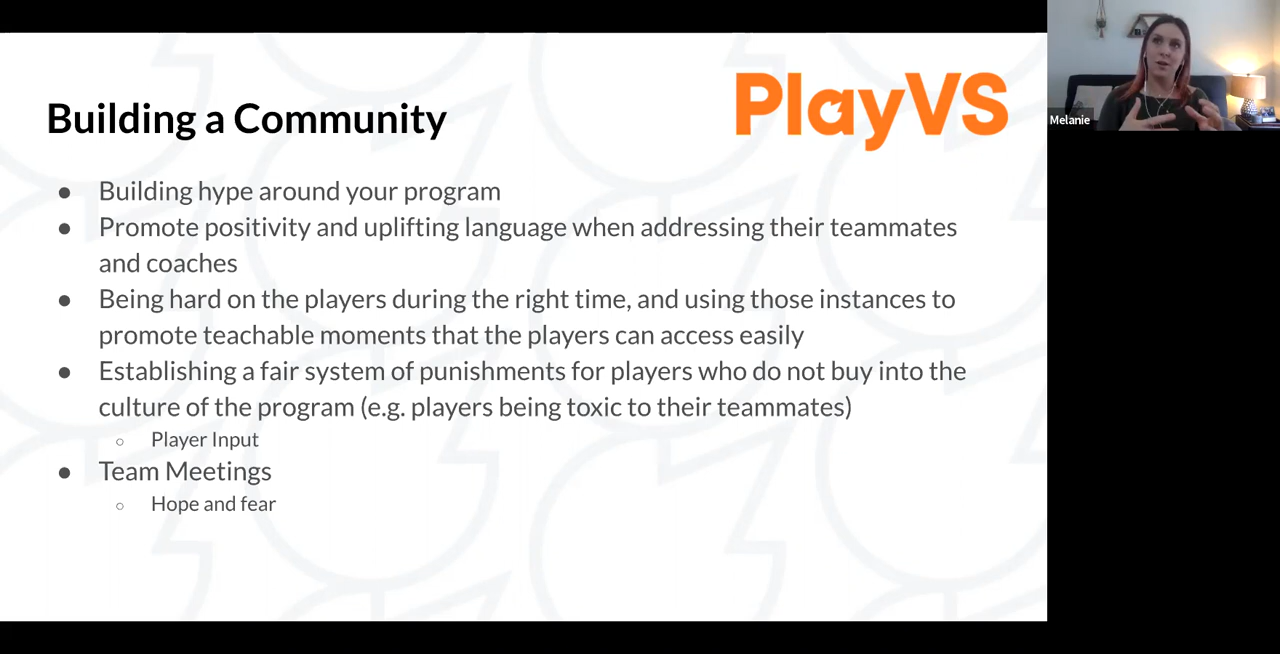 PlayVS
Building a Community
● Building hype around your program
● Promote positivity and uplifting language when addressing their teammates
and coaches
● Being hard on the players during the right time, and using those instances to
promote teachable moments that the players can access easily
● Establishing a fair system of punishments for players who do not buy into the
culture of the program (e.g. players being toxic to their teammates)
○ Player Input
● Team Meetings
○ Hope and fear
Melanie